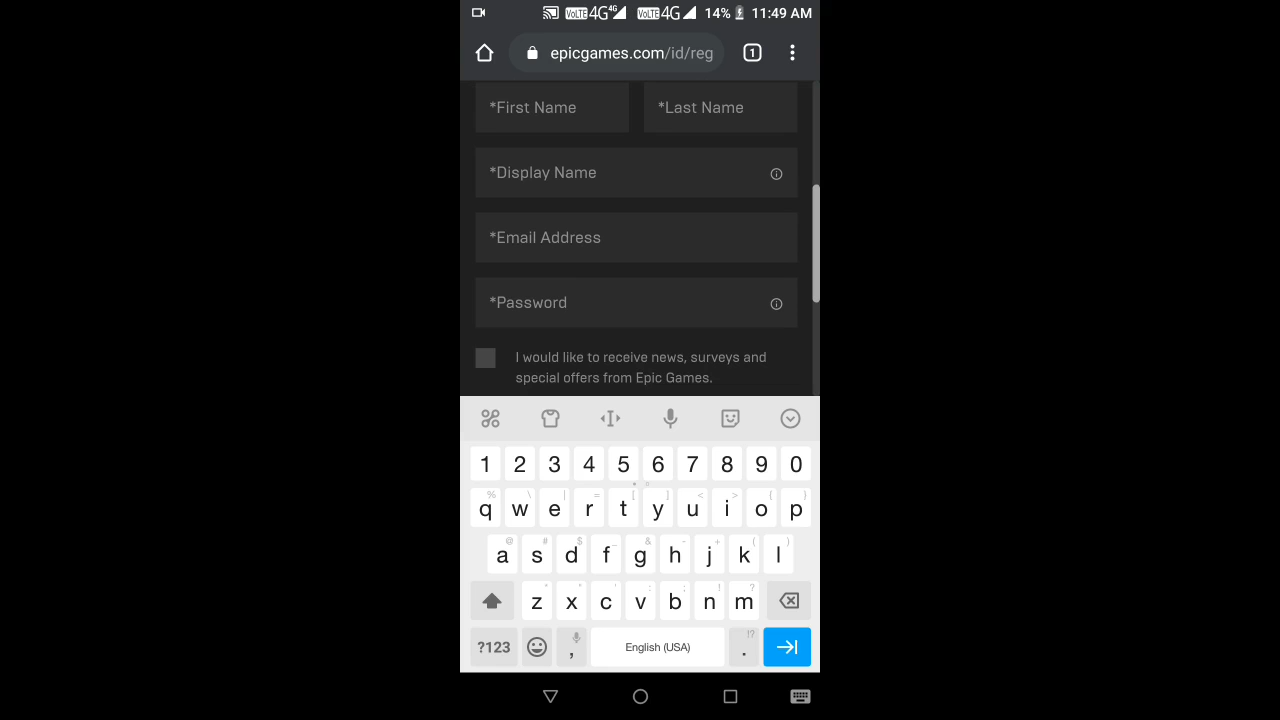 VoLTE 4G 4G VoLTE 4G 14% 11:49 AM
epicgames.com/id/reg 1
*First Name *Last Name
*Display Name
*Email Address
*Password
I would like to receive news, surveys and
special offers from Epic Games.
1 2 3 4 5 6 7 8 9 0
% \ | = [ ] < > { }
q w e r t y u i o p
@ # $ _ & - + ( )
a s d f g h j k l
* " ' : ; ! ?
z x c v b n m
?123 , English (USA) . !?